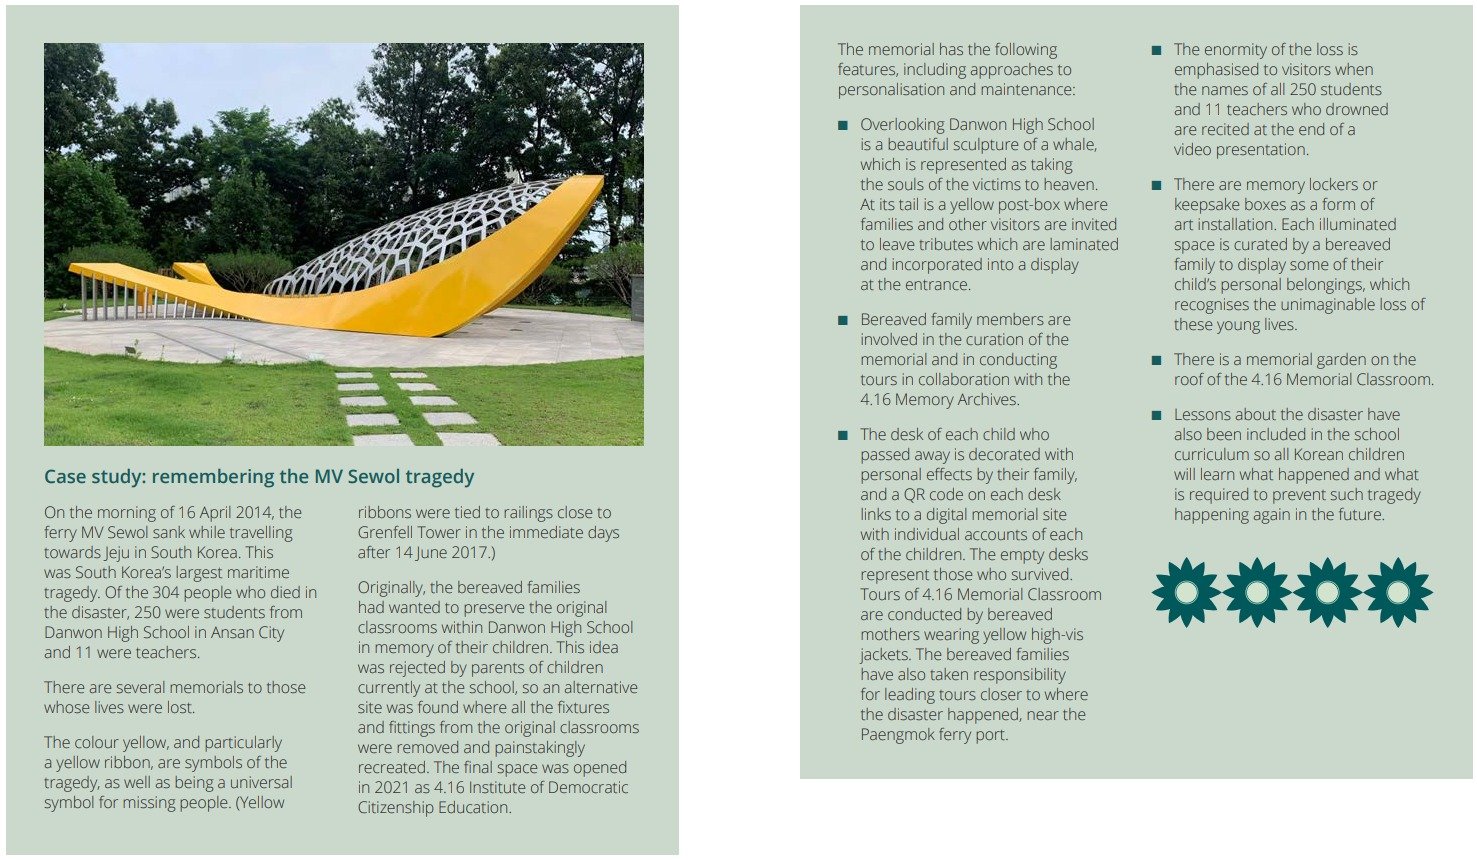 Case study: remembering the MV Sewol tragedy
On the morning of 16 April 2014, the
ferry MV Sewol sank while travelling
towards Jeju in South Korea. This
was South Korea’s largest maritime
tragedy. Of the 304 people who died in
the disaster, 250 were students from
Danwon High School in Ansan City
and 11 were teachers.
There are several memorials to those
whose lives were lost.
The colour yellow, and particularly
a yellow ribbon, are symbols of the
tragedy, as well as being a universal
symbol for missing people. (Yellow
ribbons were tied to railings close to
Grenfell Tower in the immediate days
after 14 June 2017.)
Originally, the bereaved families
had wanted to preserve the original
classrooms within Danwon High School
in memory of their children. This idea
was rejected by parents of children
currently at the school, so an alternative
site was found where all the fixtures
and fittings from the original classrooms
were removed and painstakingly
recreated. The final space was opened
in 2021 as 4.16 Institute of Democratic
Citizenship Education.
The memorial has the following
features, including approaches to
personalisation and maintenance:
■ Overlooking Danwon High School
is a beautiful sculpture of a whale,
which is represented as taking
the souls of the victims to heaven.
At its tail is a yellow post-box where
families and other visitors are invited
to leave tributes which are laminated
and incorporated into a display
at the entrance.
■ Bereaved family members are
involved in the curation of the
memorial and in conducting
tours in collaboration with the
4.16 Memory Archives.
■ The desk of each child who
passed away is decorated with
personal effects by their family,
and a QR code on each desk
links to a digital memorial site
with individual accounts of each
of the children. The empty desks
represent those who survived.
Tours of 4.16 Memorial Classroom
are conducted by bereaved
mothers wearing yellow high-vis
jackets. The bereaved families
have also taken responsibility
for leading tours closer to where
the disaster happened, near the
Paengmok ferry port.
■ The enormity of the loss is
emphasised to visitors when
the names of all 250 students
and 11 teachers who drowned
are recited at the end of a
video presentation.
■ There are memory lockers or
keepsake boxes as a form of
art installation. Each illuminated
space is curated by a bereaved
family to display some of their
child’s personal belongings, which
recognises the unimaginable loss of
these young lives.
■ There is a memorial garden on the
roof of the 4.16 Memorial Classroom.
■ Lessons about the disaster have
also been included in the school
curriculum so all Korean children
will learn what happened and what
is required to prevent such tragedy
happening again in the future.